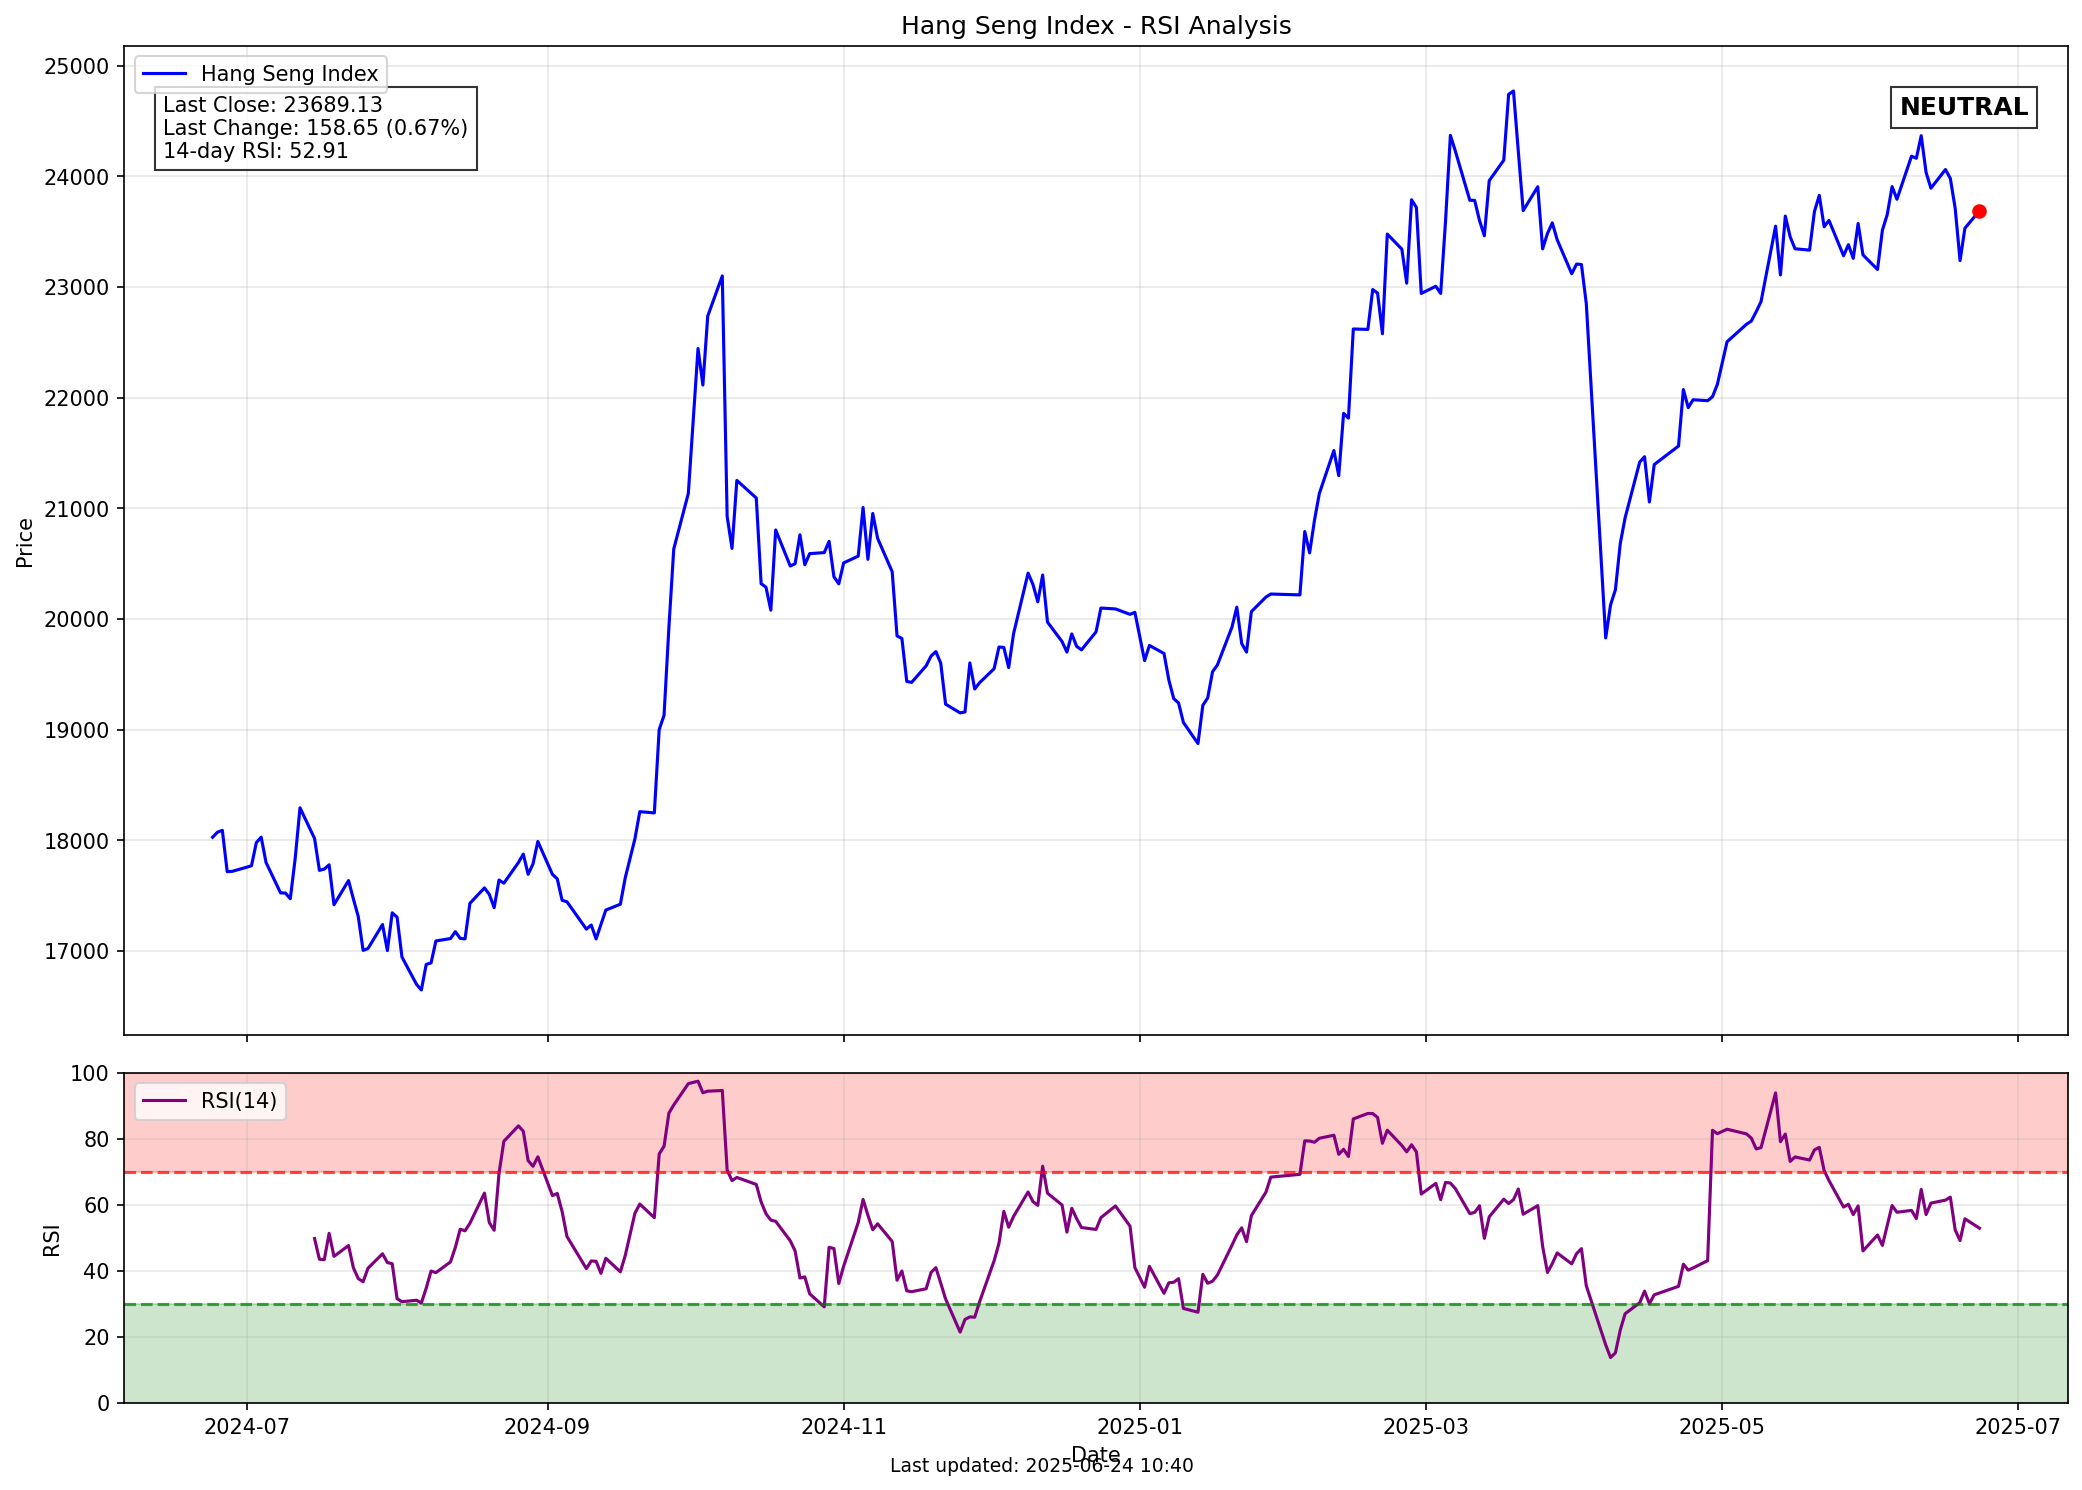 Hang Seng Index - RSI Analysis
Hang Seng Index
Last Close: 23689.13
Last Change: 158.65 (0.67%)
14-day RSI: 52.91
NEUTRAL
Price
25000
24000
23000
22000
21000
20000
19000
18000
17000
RSI(14)
RSI
100
80
60
40
20
0
2024-07
2024-09
2024-11
2025-01
2025-03
2025-05
2025-07
Date
Last updated: 2025-06-24 10:40